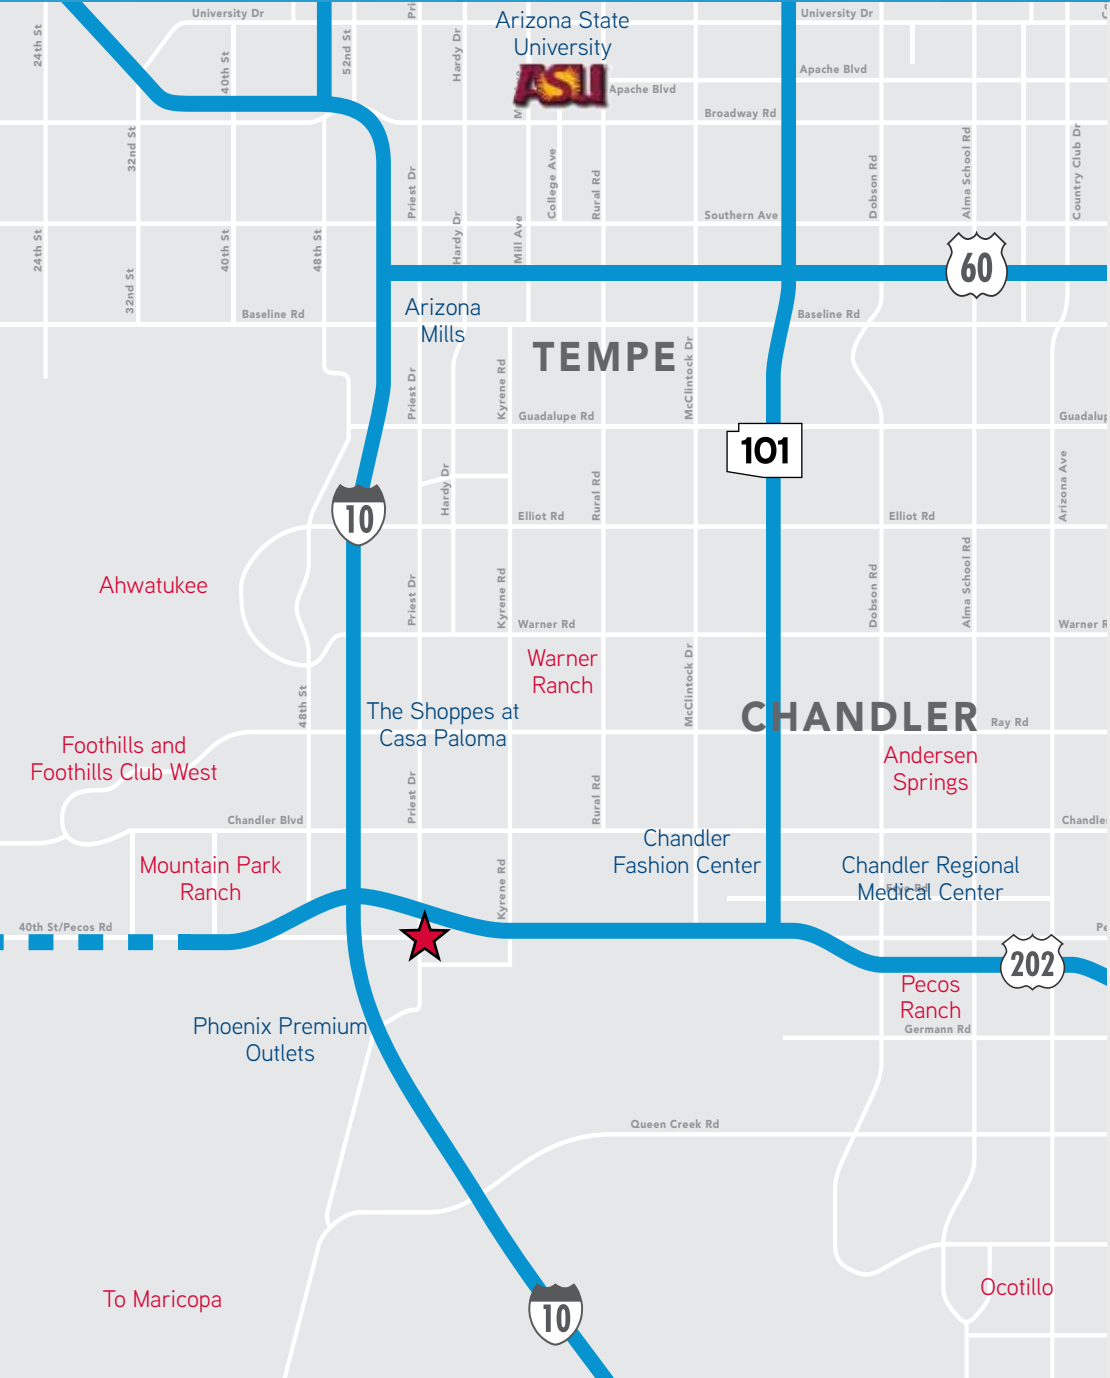 University Dr
Arizona State
University
ASU
University Dr
24th St
40th St
52nd St
Hardy Dr
Apache Blvd
Apache Blvd
Broadway Rd
32nd St
Priest Dr
College Ave
Rural Rd
Dobson Rd
Alma School Rd
Country Club Dr
Southern Ave
24th St
40th St
48th St
Hardy Dr
Mill Ave
60
32nd St
Baseline Rd
Arizona
Mills
Baseline Rd
TEMPE
McClintock Dr
Priest Dr
Kyrene Rd
Guadalupe Rd
101
Hardy Dr
Rural Rd
Arizona Ave
10
Elliot Rd
Elliot Rd
Ahwatukee
Priest Dr
Kyrene Rd
Dobson Rd
Alma School Rd
Warner Rd
Warner
Ranch
McClintock Dr
48th St
The Shoppes at
Casa Paloma
CHANDLER
Ray Rd
Foothills and
Foothills Club West
Andersen
Springs
Priest Dr
Rural Rd
Chandler Blvd
Chandler
Fashion Center
Mountain Park
Ranch
Chandler Regional
Medical Center
Kyrene Rd
40th St/Pecos Rd
202
Pecos
Ranch
Germann Rd
Phoenix Premium
Outlets
Queen Creek Rd
To Maricopa
Ocotillo
10